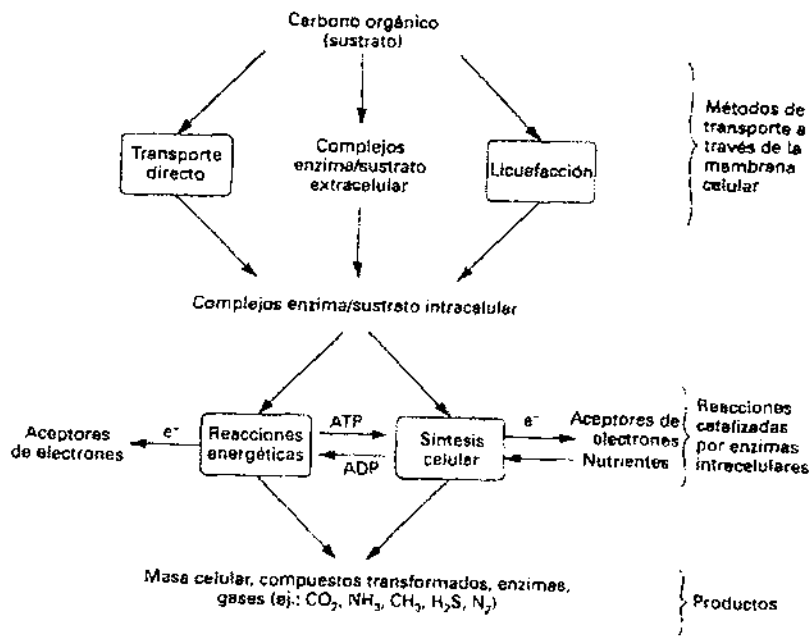 Carbono orgánico
(sustrato)
Transporte
directo
Complejos
enzima/sustrato
extracelular
Licuefacción
Métodos de
transporte a
través de la
membrana
celular
Complejos enzima/sustrato intracelular
Aceptores
de electrones
e⁻
Reacciones
energéticas
ATP
ADP
Síntesis
celular
e⁻
Aceptores de
electrones
Nutrientes
Reacciones
catalizadas
por enzimas
intracelulares
Masa celular, compuestos transformados, enzimas,
gases (ej.: CO₂, NH₃, CH₃, H₂S, N₂)
Productos